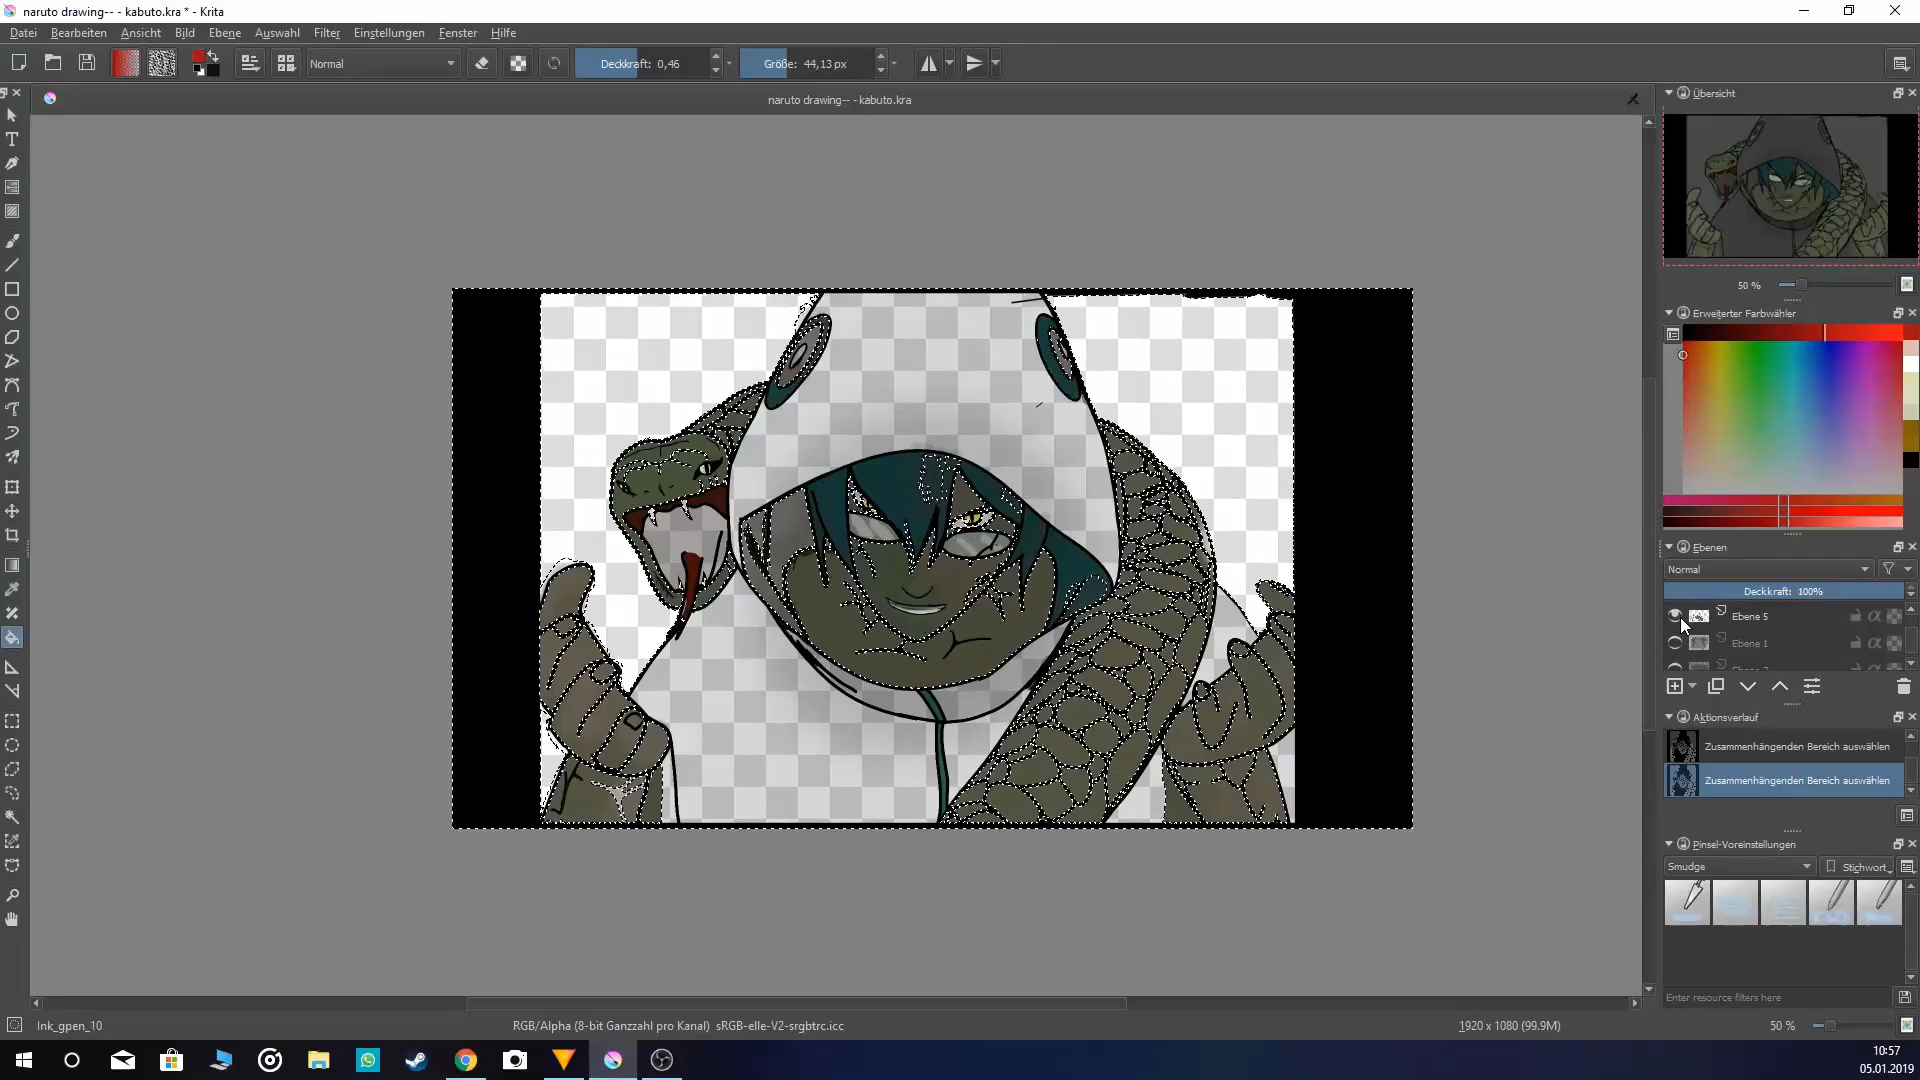 naruto drawing-- - kabuto.kra * - Krita
Datei Bearbeiten Ansicht Bild Ebene Auswahl Filter Einstellungen Fenster Hilfe
Normal Deckkraft: 0,46 Größe: 44,13 px
naruto drawing-- - kabuto.kra
Übersicht
50 %
Erweiterter Farbwähler
Ebenen
Normal
Deckkraft: 100%
Ebene 5
Ebene 1
Aktionsverlauf
Zusammenhängenden Bereich auswählen
Zusammenhängenden Bereich auswählen
Pinsel-Voreinstellungen
Smudge Stichwort
Enter resource filters here
Ink_gpen_10 RGB/Alpha (8-bit Ganzzahl pro Kanal) sRGB-elle-V2-srgbtrc.icc 1920 x 1080 (99.9M) 50 %
10:57
05.01.2019